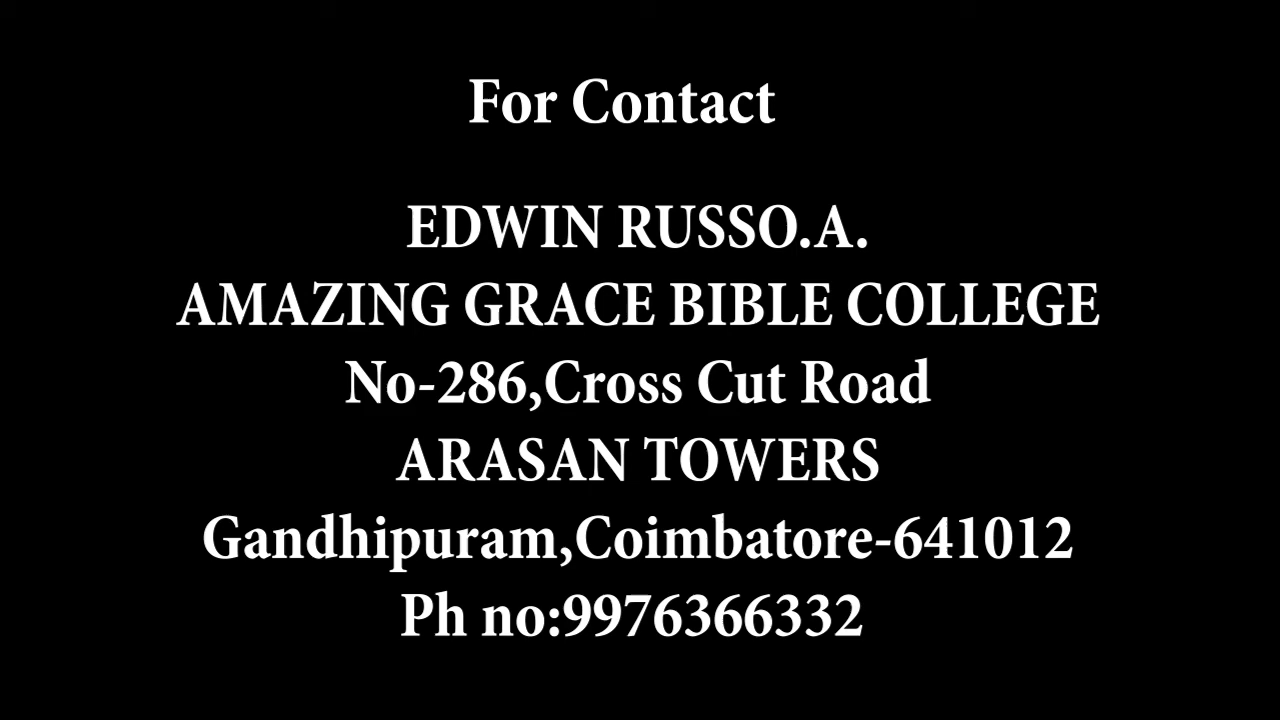 For Contact
EDWIN RUSSO.A.
AMAZING GRACE BIBLE COLLEGE
No-286,Cross Cut Road
ARASAN TOWERS
Gandhipuram,Coimbatore-641012
Ph no:9976366332